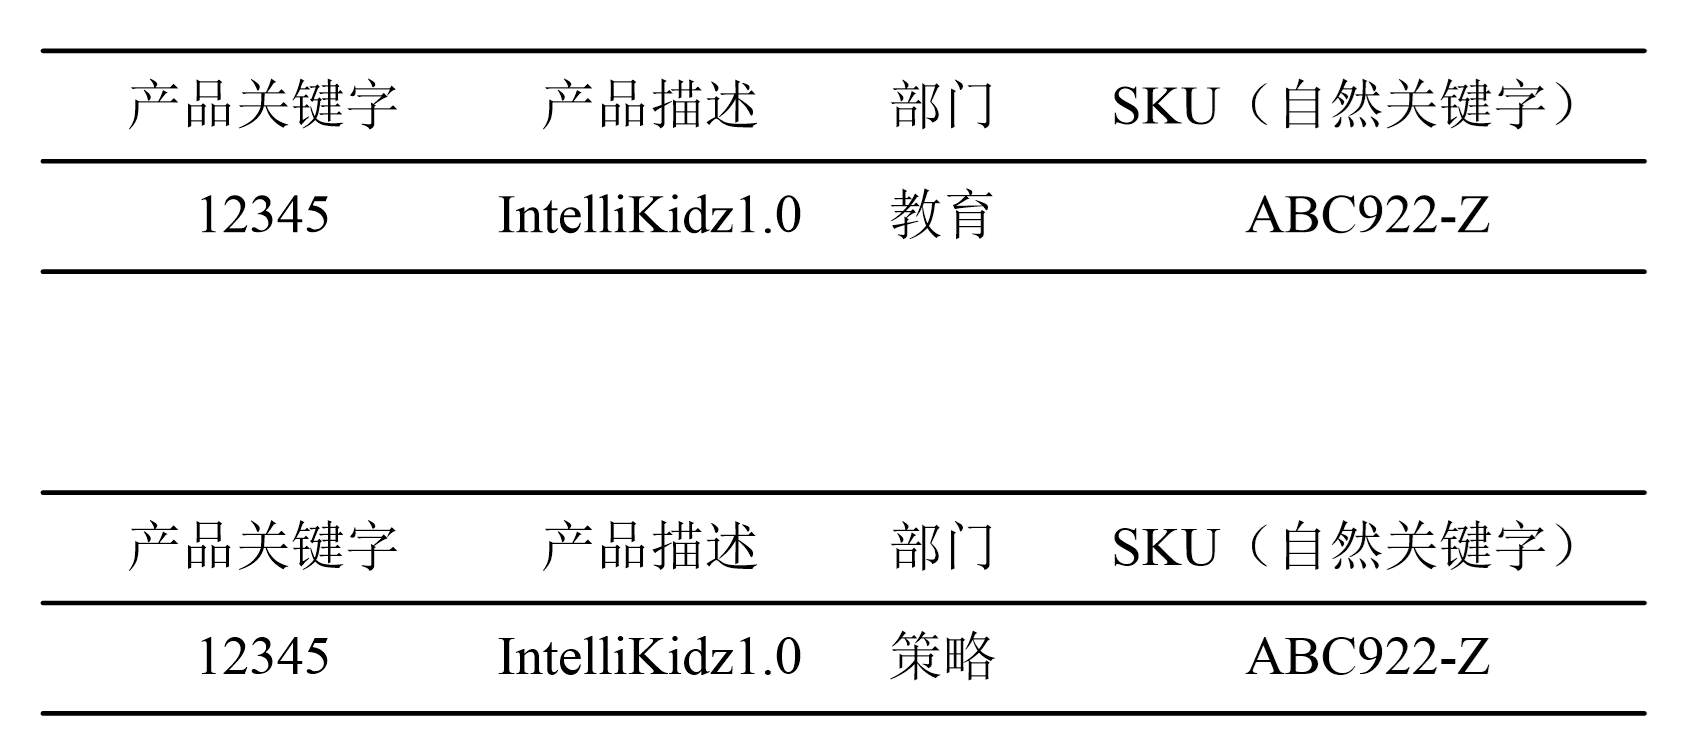 产品关键字 产品描述 部门 SKU（自然关键字）
12345 IntelliKidz1.0 教育 ABC922-Z
产品关键字 产品描述 部门 SKU（自然关键字）
12345 IntelliKidz1.0 策略 ABC922-Z